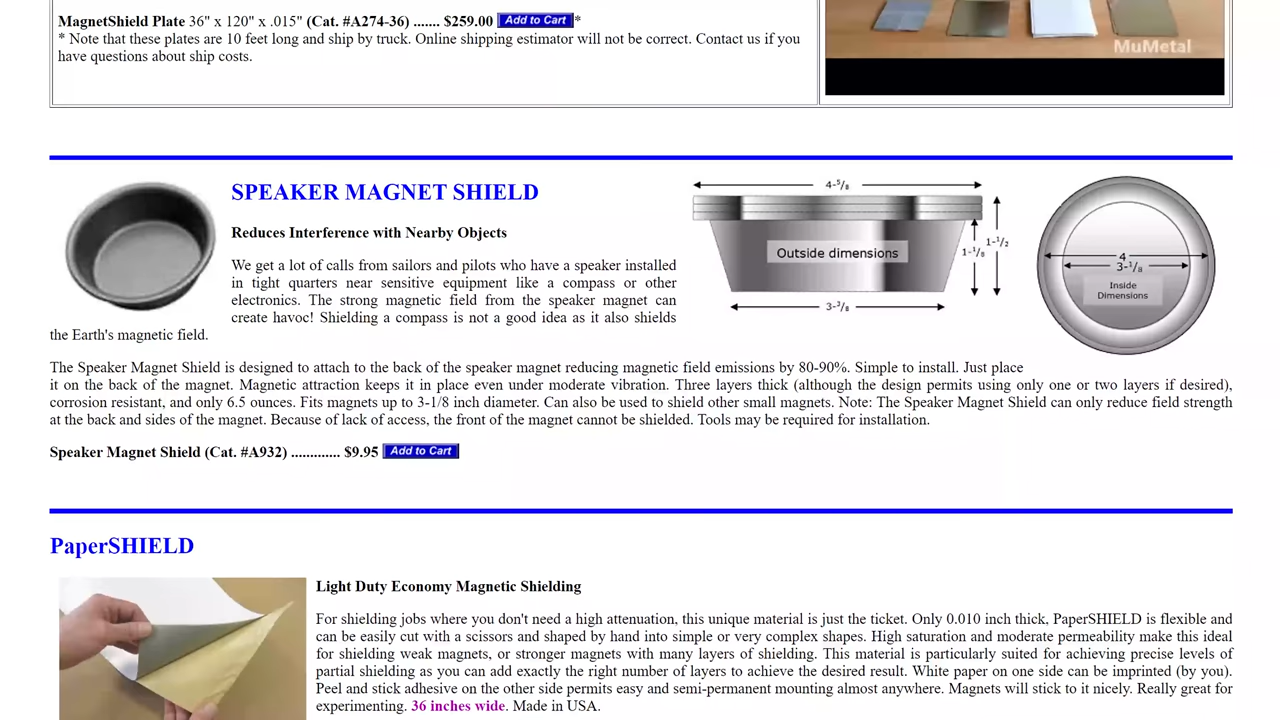 MagnetShield Plate 36" x 120" x .015" (Cat. #A274-36) ....... $259.00 Add to Cart *
* Note that these plates are 10 feet long and ship by truck. Online shipping estimator will not be correct. Contact us if you
have questions about ship costs.
MuMetal
SPEAKER MAGNET SHIELD
Reduces Interference with Nearby Objects
We get a lot of calls from sailors and pilots who have a speaker installed
in tight quarters near sensitive equipment like a compass or other
electronics. The strong magnetic field from the speaker magnet can
create havoc! Shielding a compass is not a good idea as it also shields
the Earth's magnetic field.
4-5/8
Outside dimensions
1-1/8
1-1/2
3-3/8
4
3-1/8
Inside
Dimensions
The Speaker Magnet Shield is designed to attach to the back of the speaker magnet reducing magnetic field emissions by 80-90%. Simple to install. Just place
it on the back of the magnet. Magnetic attraction keeps it in place even under moderate vibration. Three layers thick (although the design permits using only one or two layers if desired),
corrosion resistant, and only 6.5 ounces. Fits magnets up to 3-1/8 inch diameter. Can also be used to shield other small magnets. Note: The Speaker Magnet Shield can only reduce field strength
at the back and sides of the magnet. Because of lack of access, the front of the magnet cannot be shielded. Tools may be required for installation.
Speaker Magnet Shield (Cat. #A932) ............. $9.95 Add to Cart
PaperSHIELD
Light Duty Economy Magnetic Shielding
For shielding jobs where you don't need a high attenuation, this unique material is just the ticket. Only 0.010 inch thick, PaperSHIELD is flexible and
can be easily cut with a scissors and shaped by hand into simple or very complex shapes. High saturation and moderate permeability make this ideal
for shielding weak magnets, or stronger magnets with many layers of shielding. This material is particularly suited for achieving precise levels of
partial shielding as you can add exactly the right number of layers to achieve the desired result. White paper on one side can be imprinted (by you).
Peel and stick adhesive on the other side permits easy and semi-permanent mounting almost anywhere. Magnets will stick to it nicely. Really great for
experimenting. 36 inches wide. Made in USA.